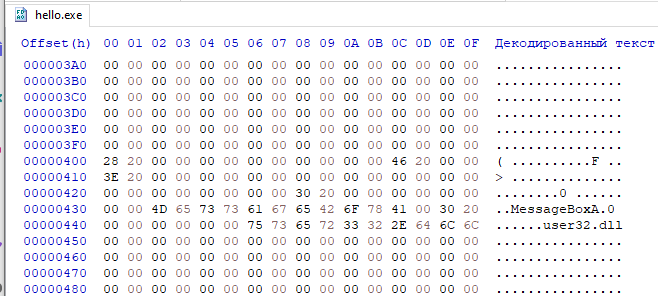 hello.exe
Offset(h) 00 01 02 03 04 05 06 07 08 09 0A 0B 0C 0D 0E 0F Декодированный текст
000003A0 00 00 00 00 00 00 00 00 00 00 00 00 00 00 00 00 ................
000003B0 00 00 00 00 00 00 00 00 00 00 00 00 00 00 00 00 ................
000003C0 00 00 00 00 00 00 00 00 00 00 00 00 00 00 00 00 ................
000003D0 00 00 00 00 00 00 00 00 00 00 00 00 00 00 00 00 ................
000003E0 00 00 00 00 00 00 00 00 00 00 00 00 00 00 00 00 ................
000003F0 00 00 00 00 00 00 00 00 00 00 00 00 00 00 00 00 ................
00000400 28 20 00 00 00 00 00 00 00 00 00 00 46 20 00 00 ( ..........F ..
00000410 3E 20 00 00 00 00 00 00 00 00 00 00 00 00 00 00 > ..............
00000420 00 00 00 00 00 00 00 00 30 20 00 00 00 00 00 00 ........0 ......
00000430 00 00 4D 65 73 73 61 67 65 42 6F 78 41 00 30 20 ..MessageBoxA.0
00000440 00 00 00 00 00 00 75 73 65 72 33 32 2E 64 6C 6C ......user32.dll
00000450 00 00 00 00 00 00 00 00 00 00 00 00 00 00 00 00 ................
00000460 00 00 00 00 00 00 00 00 00 00 00 00 00 00 00 00 ................
00000470 00 00 00 00 00 00 00 00 00 00 00 00 00 00 00 00 ................
00000480 00 00 00 00 00 00 00 00 00 00 00 00 00 00 00 00 ................